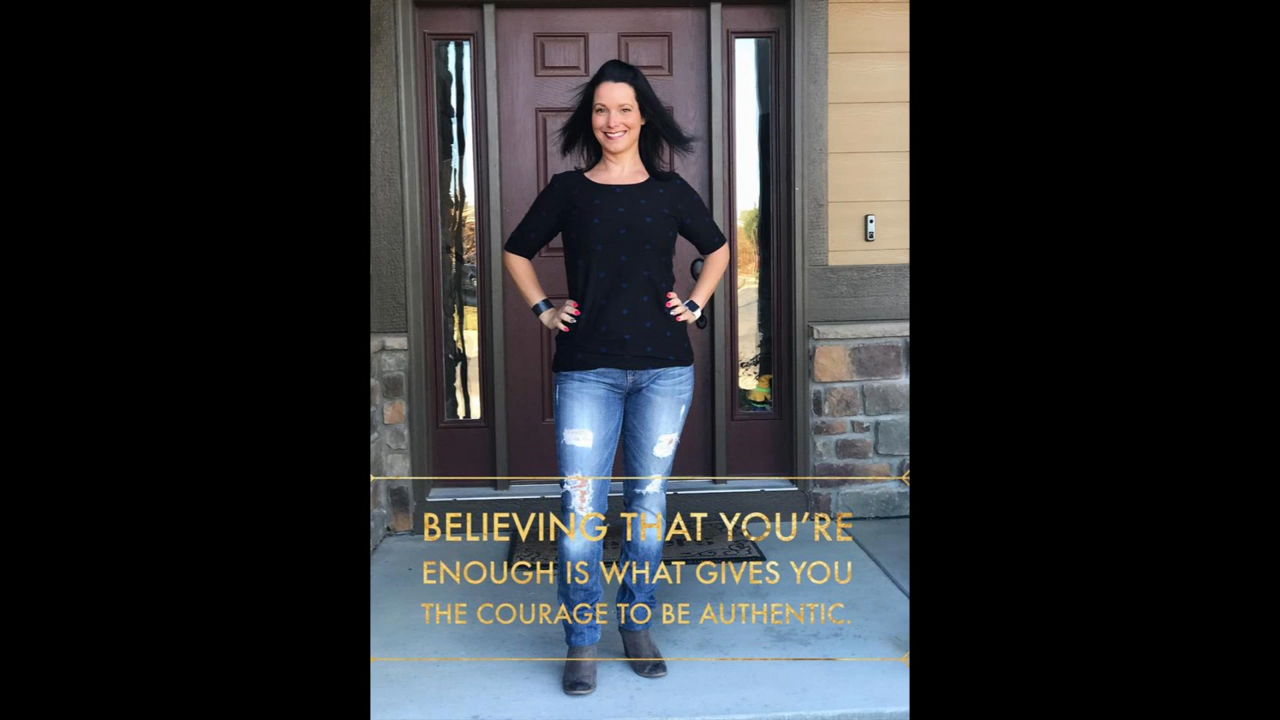 BELIEVING THAT YOU'RE
ENOUGH IS WHAT GIVES YOU
THE COURAGE TO BE AUTHENTIC.